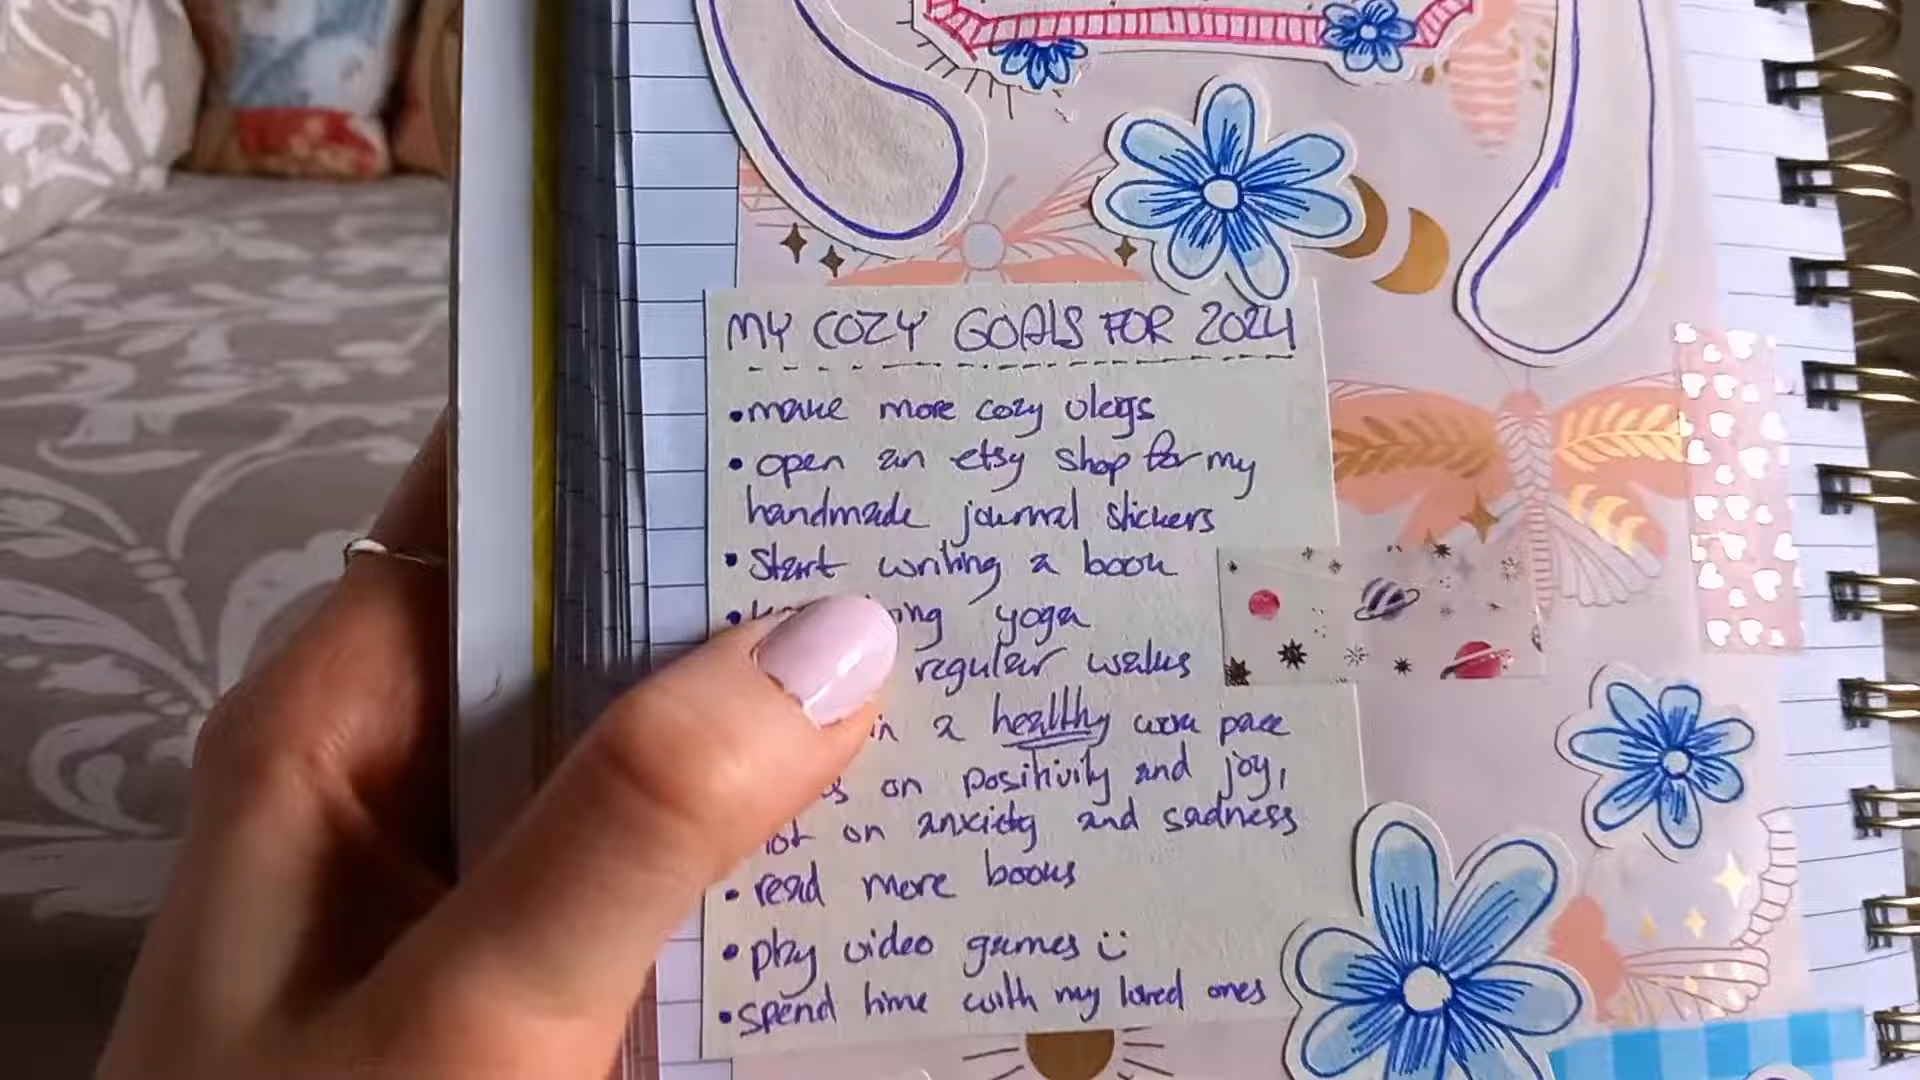 MY COZY GOALS FOR 2024
• make more cozy vlogs
• open an etsy shop for my
handmade journal stickers
• start writing a book
• yoga
regular walks
in a healthy work pace
on positivity and joy,
not on anxiety and sadness
• read more books
• play video games :)
• spend time with my loved ones